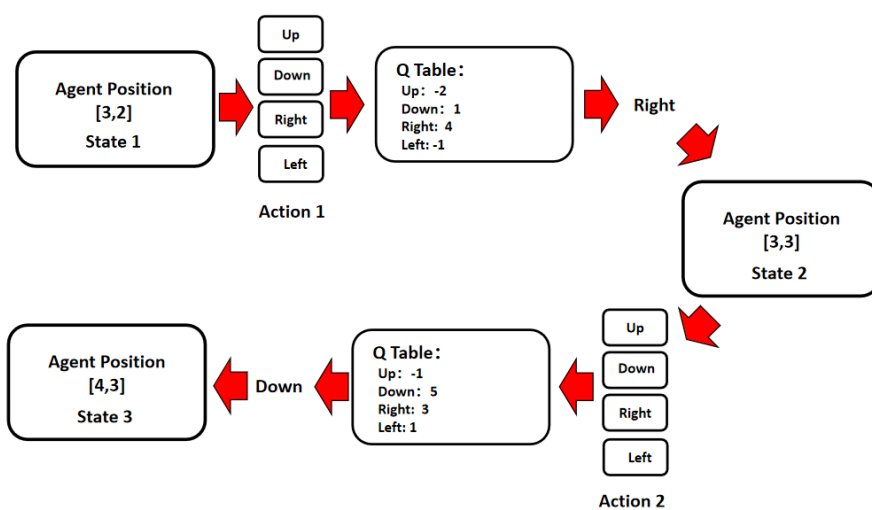 Agent Position
[3,2]
State 1
Up
Down
Right
Left
Action 1
Q Table：
Up： -2
Down： 1
Right: 4
Left: -1
Right
Agent Position
[3,3]
State 2
Up
Down
Right
Left
Action 2
Q Table：
Up： -1
Down： 5
Right: 3
Left: 1
Down
Agent Position
[4,3]
State 3